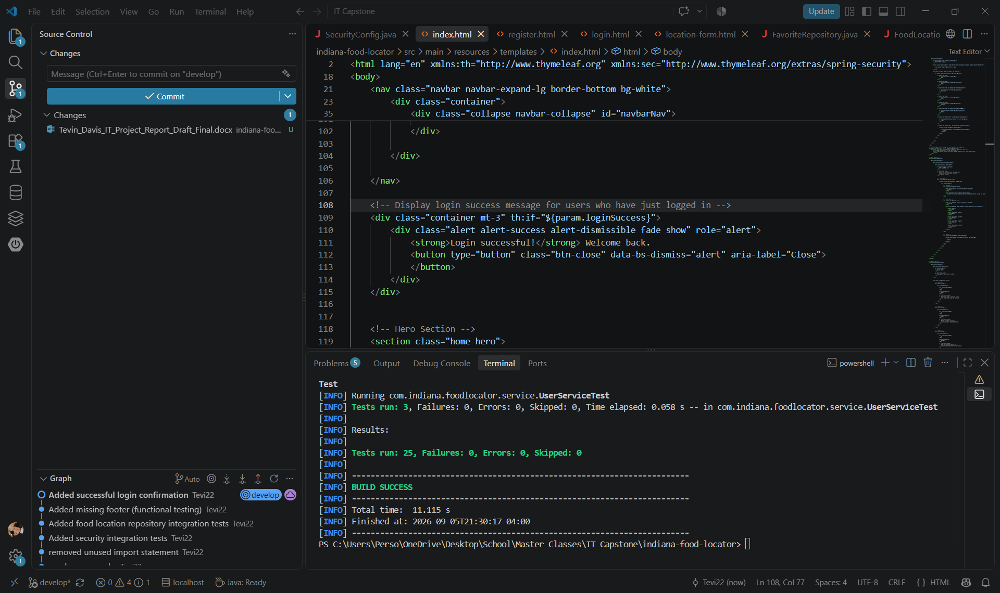 File Edit Selection View Go Run Terminal Help
IT Capstone
Update
Source Control
Changes
Message (Ctrl+Enter to commit on "develop")
Commit
Changes 1
Tevin_Davis_IT_Project_Report_Draft_Final.docx indiana-foo... U
Graph
Auto
Added successful login confirmation Tevi22 develop
Added missing footer (functional testing) Tevi22
Added food location repository integration tests Tevi22
Added security integration tests Tevi22
removed unused import statement Tevi22
1
1
1
1
SecurityConfig.java index.html register.html login.html location-form.html FavoriteRepository.java FoodLocatio
indiana-food-locator > src > main > resources > templates > index.html > html > body
Text Editor
2 <html lang="en" xmlns:th="http://www.thymeleaf.org" xmlns:sec="http://www.thymeleaf.org/extras/spring-security">
18 <body>
21 <nav class="navbar navbar-expand-lg border-bottom bg-white">
23 <div class="container">
35 <div class="collapse navbar-collapse" id="navbarNav">
102 </div>
103
104 </div>
105
106 </nav>
107
108 <!-- Display login success message for users who have just logged in -->
109 <div class="container mt-3" th:if="${param.loginSuccess}">
110 <div class="alert alert-success alert-dismissible fade show" role="alert">
111 <strong>Login successful!</strong> Welcome back.
112 <button type="button" class="btn-close" data-bs-dismiss="alert" aria-label="Close">
113 </button>
114 </div>
115 </div>
116
117
118 <!-- Hero Section -->
119 <section class="home-hero">
Problems 5 Output Debug Console Terminal Ports
powershell
Test
[INFO] Running com.indiana.foodlocator.service.UserServiceTest
[INFO] Tests run: 3, Failures: 0, Errors: 0, Skipped: 0, Time elapsed: 0.058 s -- in com.indiana.foodlocator.service.UserServiceTest
[INFO]
[INFO] Results:
[INFO]
[INFO] Tests run: 25, Failures: 0, Errors: 0, Skipped: 0
[INFO]
[INFO] ------------------------------------------------------------------------
[INFO] BUILD SUCCESS
[INFO] ------------------------------------------------------------------------
[INFO] Total time:  11.115 s
[INFO] Finished at: 2026-09-05T21:30:17-04:00
[INFO] ------------------------------------------------------------------------
PS C:\Users\Perso\OneDrive\Desktop\School\Master Classes\IT Capstone\indiana-food-locator>
develop* 0 4 1 localhost Java: Ready
Tevi22 (now) Ln 108, Col 77 Spaces: 4 UTF-8 CRLF { } HTML